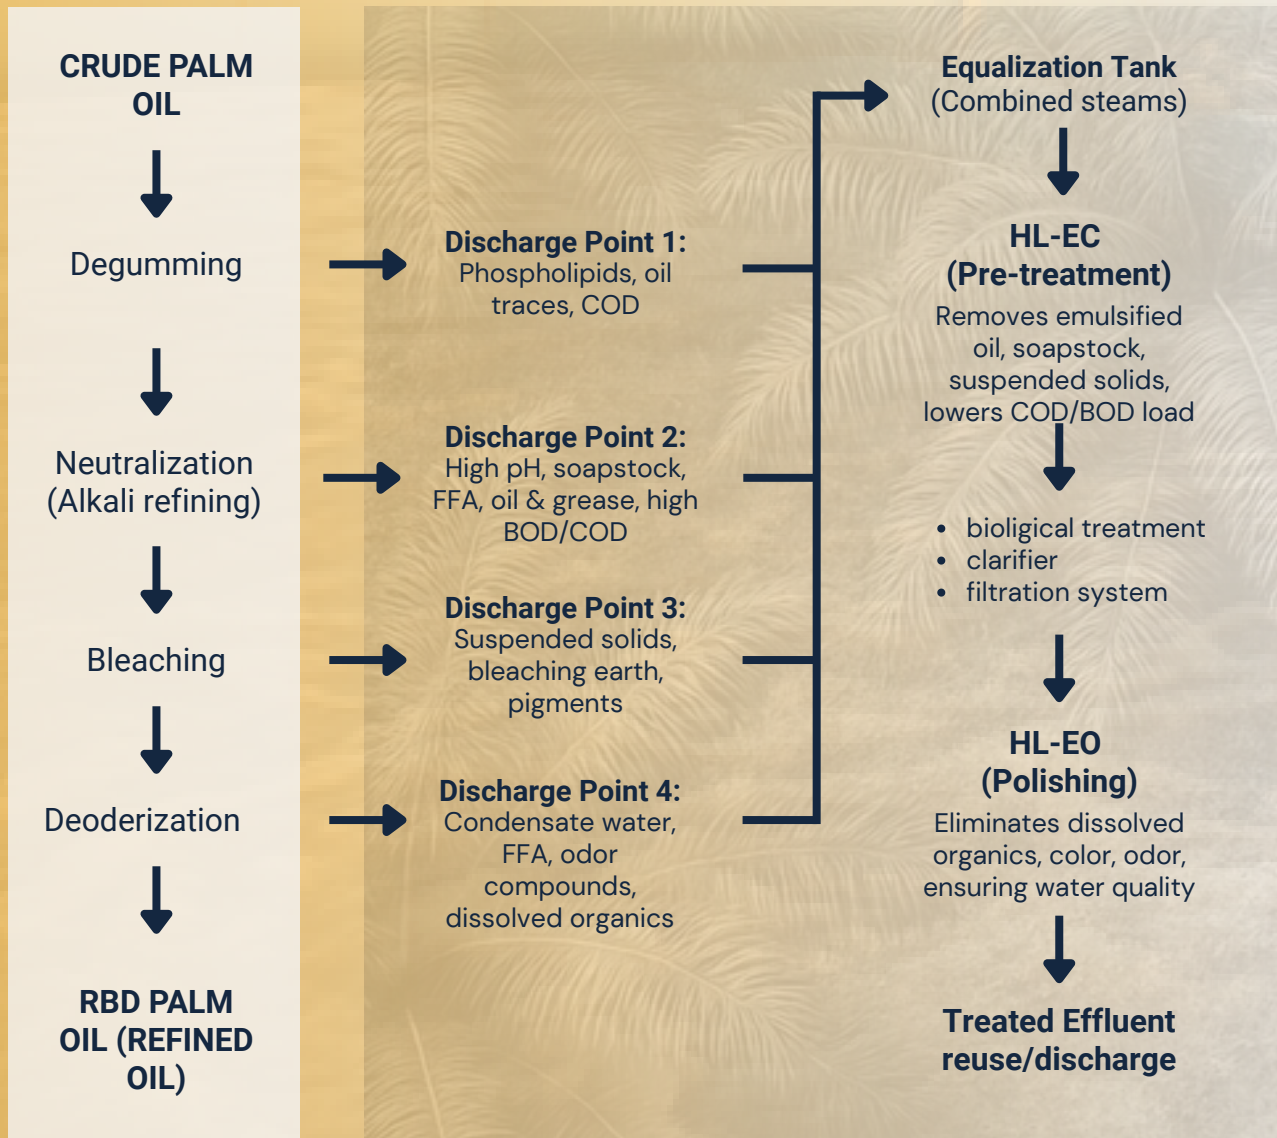 CRUDE PALM
OIL
Degumming
Neutralization
(Alkali refining)
Bleaching
Deoderization
RBD PALM
OIL (REFINED
OIL)
Discharge Point 1:
Phospholipids, oil
traces, COD
Discharge Point 2:
High pH, soapstock,
FFA, oil & grease, high
BOD/COD
Discharge Point 3:
Suspended solids,
bleaching earth,
pigments
Discharge Point 4:
Condensate water,
FFA, odor
compounds,
dissolved organics
Equalization Tank
(Combined steams)
HL-EC
(Pre-treatment)
Removes emulsified
oil, soapstock,
suspended solids,
lowers COD/BOD load
• bioligical treatment
• clarifier
• filtration system
HL-EO
(Polishing)
Eliminates dissolved
organics, color, odor,
ensuring water quality
Treated Effluent
reuse/discharge